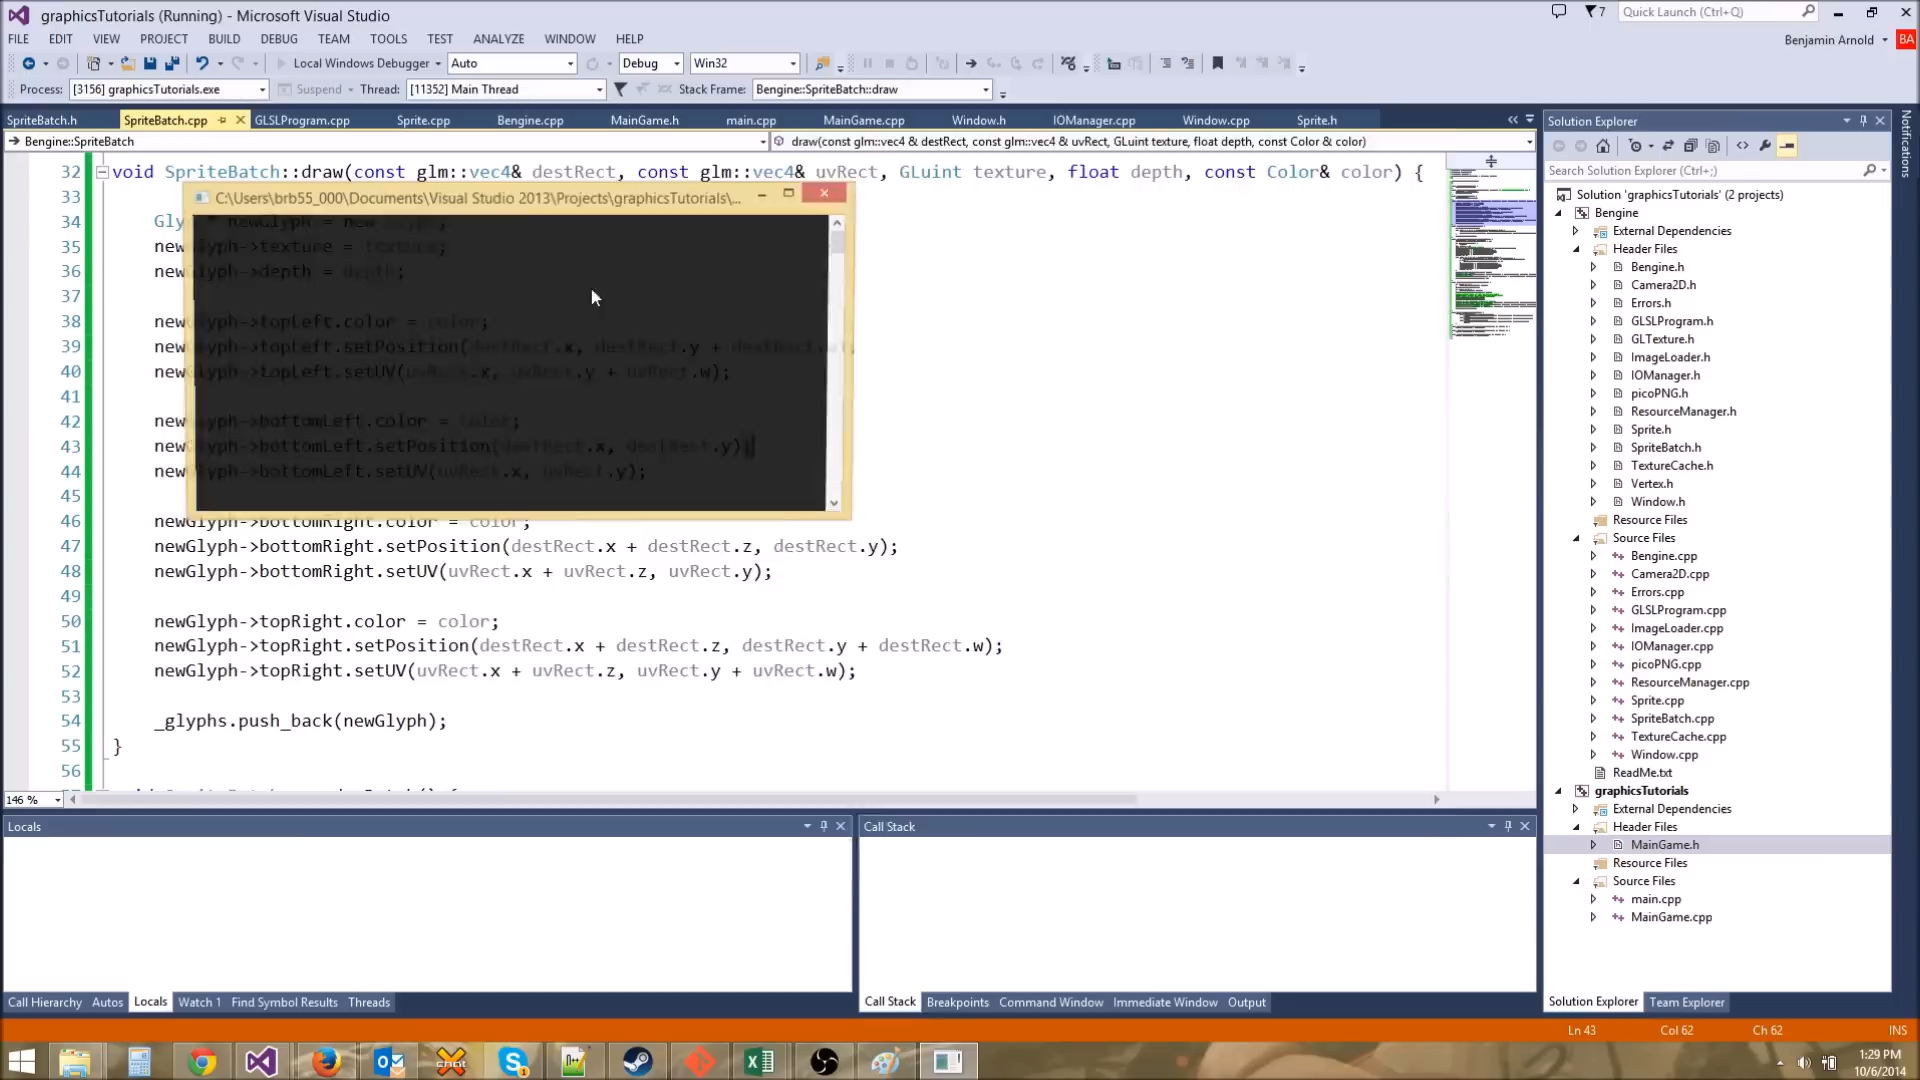 graphicsTutorials (Running) - Microsoft Visual Studio
7
Quick Launch (Ctrl+Q)
FILE EDIT VIEW PROJECT BUILD DEBUG TEAM TOOLS TEST ANALYZE WINDOW HELP
Benjamin Arnold BA
Local Windows Debugger Auto Debug Win32
Process: [3156] graphicsTutorials.exe Suspend Thread: [11352] Main Thread Stack Frame: Bengine::SpriteBatch::draw
SpriteBatch.h SpriteBatch.cpp GLSLProgram.cpp Sprite.cpp Bengine.cpp MainGame.h main.cpp MainGame.cpp Window.h IOManager.cpp Window.cpp Sprite.h
Bengine::SpriteBatch draw(const glm::vec4 & destRect, const glm::vec4 & uvRect, GLuint texture, float depth, const Color & color)
32 void SpriteBatch::draw(const glm::vec4& destRect, const glm::vec4& uvRect, GLuint texture, float depth, const Color& color) {
33
C:\Users\brb55_000\Documents\Visual Studio 2013\Projects\graphicsTutorials\...
34 Glyph* newGlyph = new
35 newGlyph->texture = texture;
36 newGlyph->depth = depth;
37
38 newGlyph->topLeft.color = color;
39 newGlyph->topLeft.setPosition(destRect.x, destRect.y + destRect.w);
40 newGlyph->topLeft.setUV(uvRect.x, uvRect.y + uvRect.w);
41
42 newGlyph->bottomLeft.color = color;
43 newGlyph->bottomLeft.setPosition(destRect.x, destRect.y);
44 newGlyph->bottomLeft.setUV(uvRect.x, uvRect.y);
45
46 newGlyph->bottomRight.color = color;
47 newGlyph->bottomRight.setPosition(destRect.x + destRect.z, destRect.y);
48 newGlyph->bottomRight.setUV(uvRect.x + uvRect.z, uvRect.y);
49
50 newGlyph->topRight.color = color;
51 newGlyph->topRight.setPosition(destRect.x + destRect.z, destRect.y + destRect.w);
52 newGlyph->topRight.setUV(uvRect.x + uvRect.z, uvRect.y + uvRect.w);
53
54 _glyphs.push_back(newGlyph);
55 }
56
146 %
Locals
Call Stack
Call Hierarchy Autos Locals Watch 1 Find Symbol Results Threads
Call Stack Breakpoints Command Window Immediate Window Output
Solution Explorer
Search Solution Explorer (Ctrl+;)
Solution 'graphicsTutorials' (2 projects)
Bengine
External Dependencies
Header Files
Bengine.h
Camera2D.h
Errors.h
GLSLProgram.h
GLTexture.h
ImageLoader.h
IOManager.h
picoPNG.h
ResourceManager.h
Sprite.h
SpriteBatch.h
TextureCache.h
Vertex.h
Window.h
Resource Files
Source Files
Bengine.cpp
Camera2D.cpp
Errors.cpp
GLSLProgram.cpp
ImageLoader.cpp
IOManager.cpp
picoPNG.cpp
ResourceManager.cpp
Sprite.cpp
SpriteBatch.cpp
TextureCache.cpp
Window.cpp
ReadMe.txt
graphicsTutorials
External Dependencies
Header Files
MainGame.h
Resource Files
Source Files
main.cpp
MainGame.cpp
Solution Explorer Team Explorer
Notifications
Ln 43 Col 62 Ch 62 INS
1:29 PM
10/6/2014